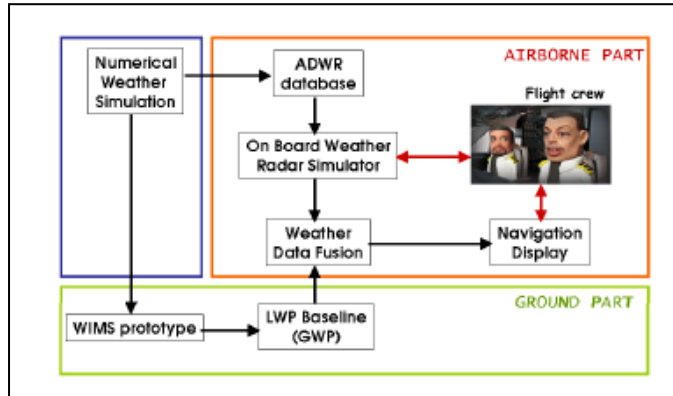 AIRBORNE PART
Numerical
Weather
Simulation
ADWR
database
Flight crew
On Board Weather
Radar Simulator
Weather
Data Fusion
Navigation
Display
GROUND PART
WIMS prototype
LWP Baseline
(GWP)